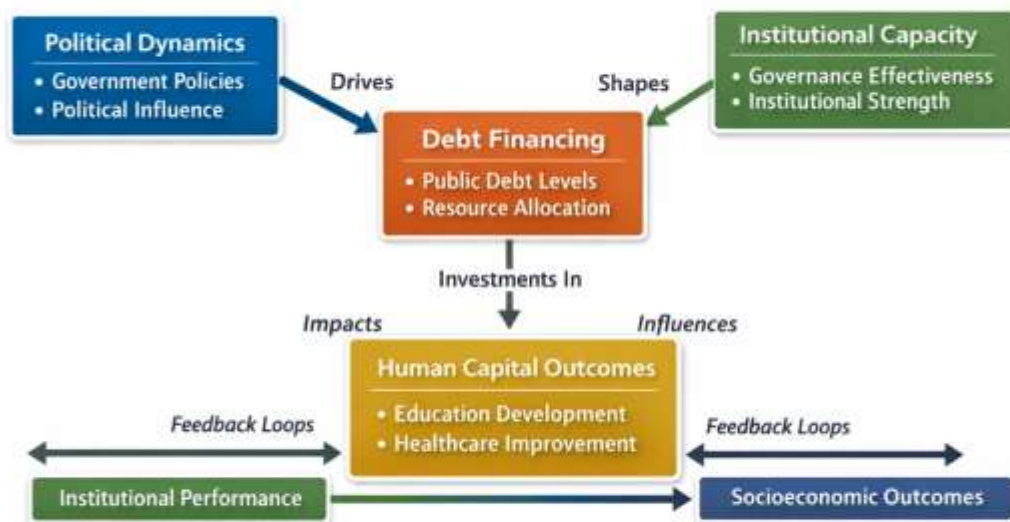 Political Dynamics
• Government Policies
• Political Influence
Institutional Capacity
• Governance Effectiveness
• Institutional Strength
Drives
Shapes
Debt Financing
• Public Debt Levels
• Resource Allocation
Investments In
Impacts
Influences
Human Capital Outcomes
• Education Development
• Healthcare Improvement
Feedback Loops
Feedback Loops
Institutional Performance
Socioeconomic Outcomes